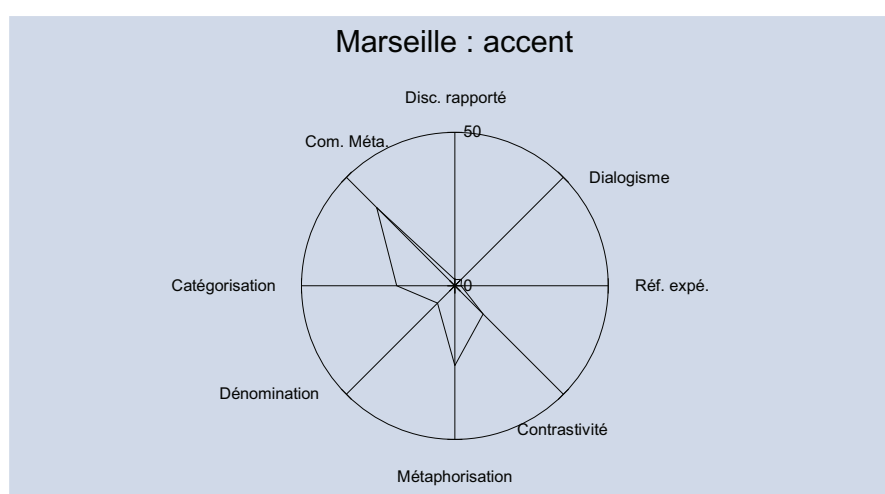 Marseille : accent
Disc. rapporté
50
Com. Méta.
Dialogisme
Catégorisation
0
Réf. expé.
Dénomination
Contrastivité
Métaphorisation